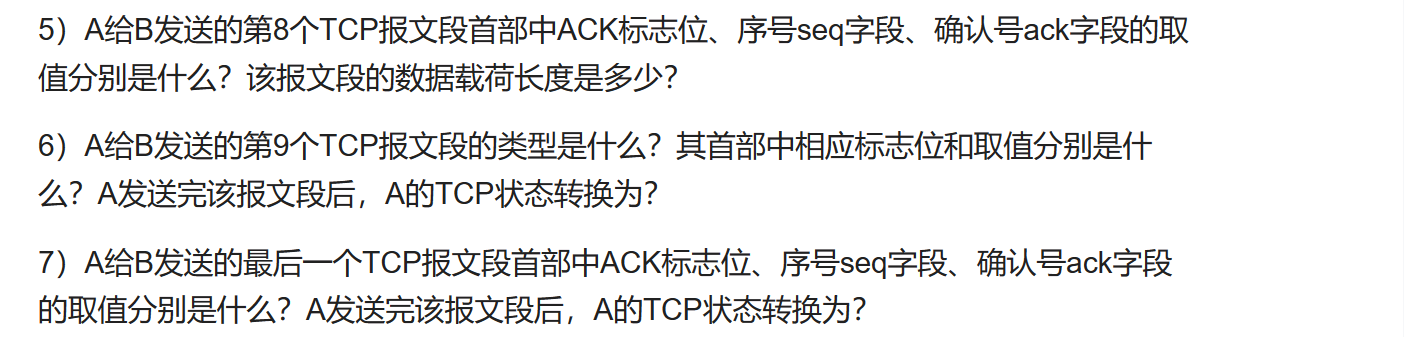 5）A给B发送的第8个TCP报文段首部中ACK标志位、序号seq字段、确认号ack字段的取
值分别是什么？该报文段的数据载荷长度是多少？
6）A给B发送的第9个TCP报文段的类型是什么？其首部中相应标志位和取值分别是什
么？A发送完该报文段后，A的TCP状态转换为？
7）A给B发送的最后一个TCP报文段首部中ACK标志位、序号seq字段、确认号ack字段
的取值分别是什么？A发送完该报文段后，A的TCP状态转换为？